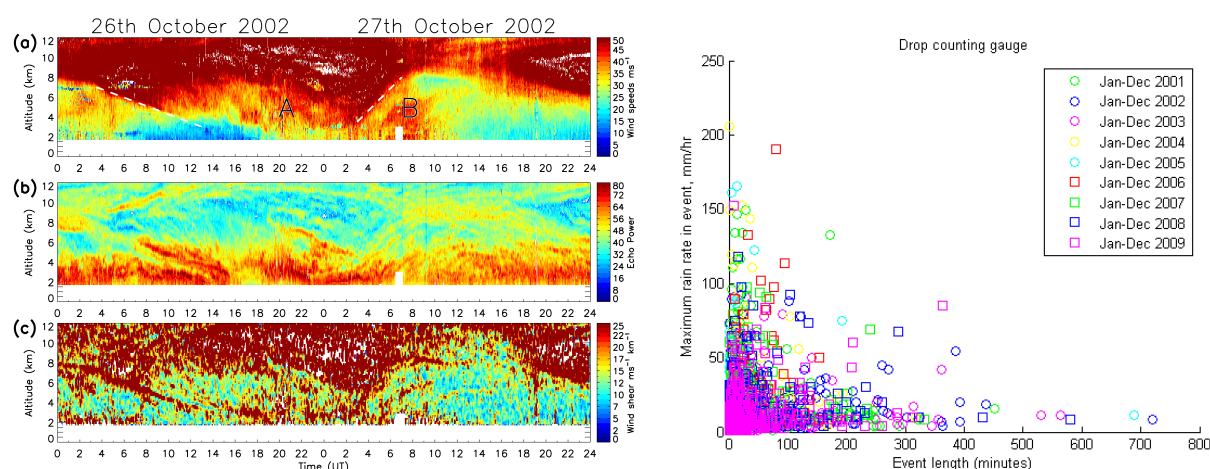 26th October 2002 27th October 2002
(a)
12
10
8
6
4
2
0
Altitude (km)
A
B
0 2 4 6 8 10 12 14 16 18 20 22 0 2 4 6 8 10 12 14 16 18 20 22 24
50
45
40
35
30
25
20
15
10
5
0
Wind speeds ms⁻¹
(b)
12
10
8
6
4
2
0
Altitude (km)
0 2 4 6 8 10 12 14 16 18 20 22 0 2 4 6 8 10 12 14 16 18 20 22 24
80
72
64
56
48
40
32
24
16
8
0
Echo Power
(c)
12
10
8
6
4
2
0
Altitude (km)
0 2 4 6 8 10 12 14 16 18 20 22 0 2 4 6 8 10 12 14 16 18 20 22 24
Time (UT)
25
22
20
17
15
12
10
7
5
2
0
Wind shear ms⁻¹ km⁻¹
Drop counting gauge
250
200
150
100
50
0
Maximum rain rate in event, mm/hr
0 100 200 300 400 500 600 700 800
Event length (minutes)
Jan-Dec 2001
Jan-Dec 2002
Jan-Dec 2003
Jan-Dec 2004
Jan-Dec 2005
Jan-Dec 2006
Jan-Dec 2007
Jan-Dec 2008
Jan-Dec 2009